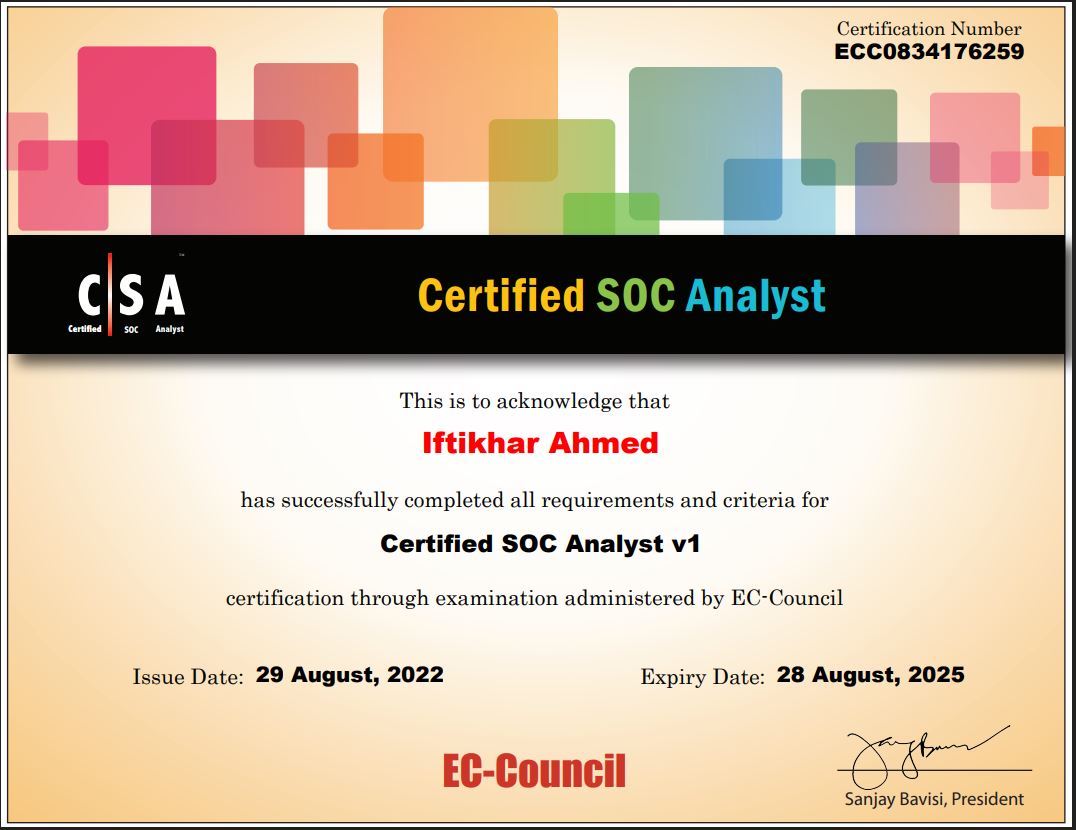 Certification Number
ECC0834176259
CSA
™
Certified SOC Analyst
Certified SOC Analyst
This is to acknowledge that
Iftikhar Ahmed
has successfully completed all requirements and criteria for
Certified SOC Analyst v1
certification through examination administered by EC-Council
Issue Date: 29 August, 2022 Expiry Date: 28 August, 2025
EC-Council
Sanjay Bavisi, President